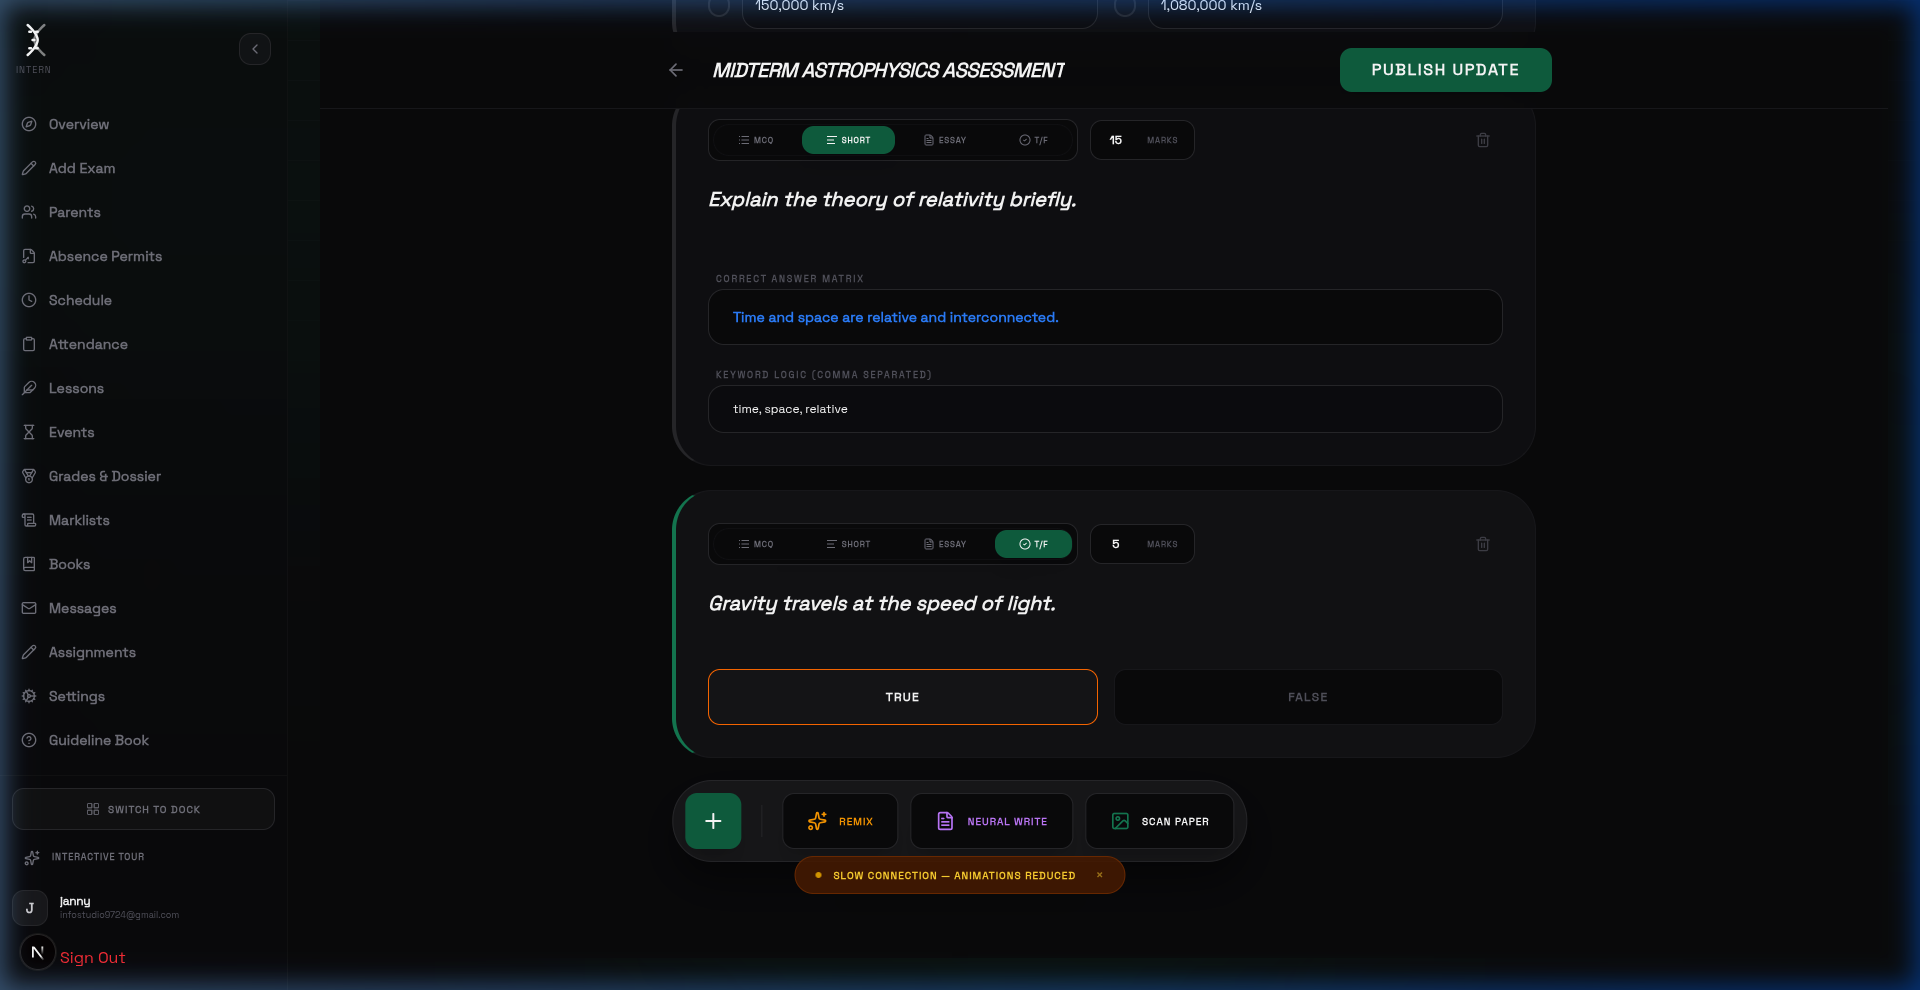 INTERN
Overview
Add Exam
Parents
Absence Permits
Schedule
Attendance
Lessons
Events
Grades & Dossier
Marklists
Books
Messages
Assignments
Settings
Guideline Book
SWITCH TO DOCK
INTERACTIVE TOUR
J
janny
infostudio9724@gmail.com
N
Sign Out
150,000 km/s
1,080,000 km/s
MIDTERM ASTROPHYSICS ASSESSMENT
PUBLISH UPDATE
MCQ SHORT ESSAY T/F 15 MARKS
Explain the theory of relativity briefly.
CORRECT ANSWER MATRIX
Time and space are relative and interconnected.
KEYWORD LOGIC (COMMA SEPARATED)
time, space, relative
MCQ SHORT ESSAY T/F 5 MARKS
Gravity travels at the speed of light.
TRUE FALSE
REMIX NEURAL WRITE SCAN PAPER
SLOW CONNECTION — ANIMATIONS REDUCED ×